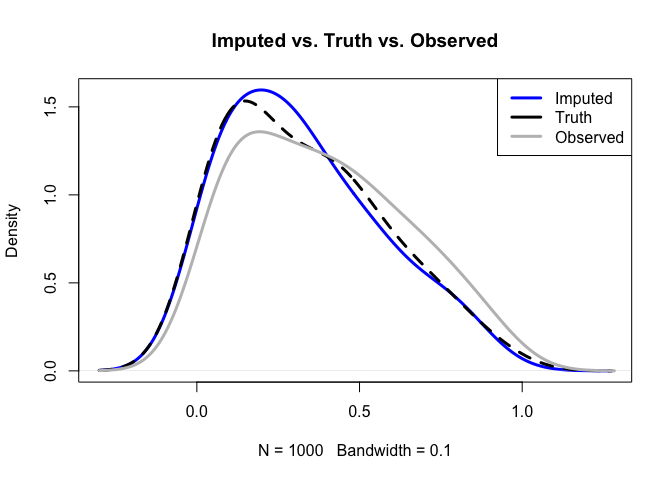 Imputed vs. Truth vs. Observed
Imputed
Truth
Observed
Density
1.5
1.0
0.5
0.0
0.0 0.5 1.0
N = 1000 Bandwidth = 0.1